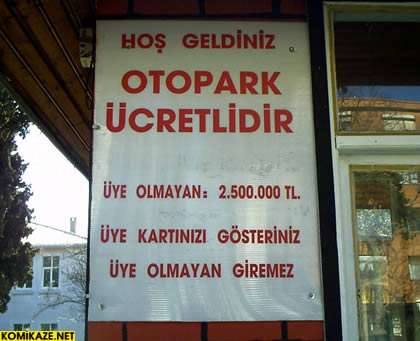 HOŞ GELDİNİZ
OTOPARK
ÜCRETLİDİR
ÜYE OLMAYAN: 2.500.000 TL.
ÜYE KARTINIZI GÖSTERİNİZ
ÜYE OLMAYAN GİREMEZ
KOMIKAZE.NET